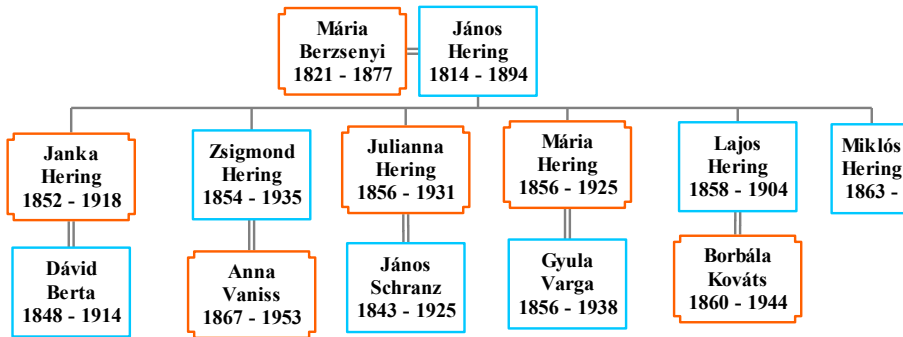 Mária
Berzsenyi
1821 - 1877
János
Hering
1814 - 1894
Janka
Hering
1852 - 1918
Zsigmond
Hering
1854 - 1935
Julianna
Hering
1856 - 1931
Mária
Hering
1856 - 1925
Lajos
Hering
1858 - 1904
Miklós
Hering
1863 -
Dávid
Berta
1848 - 1914
Anna
Vaniss
1867 - 1953
János
Schranz
1843 - 1925
Gyula
Varga
1856 - 1938
Borbála
Kováts
1860 - 1944